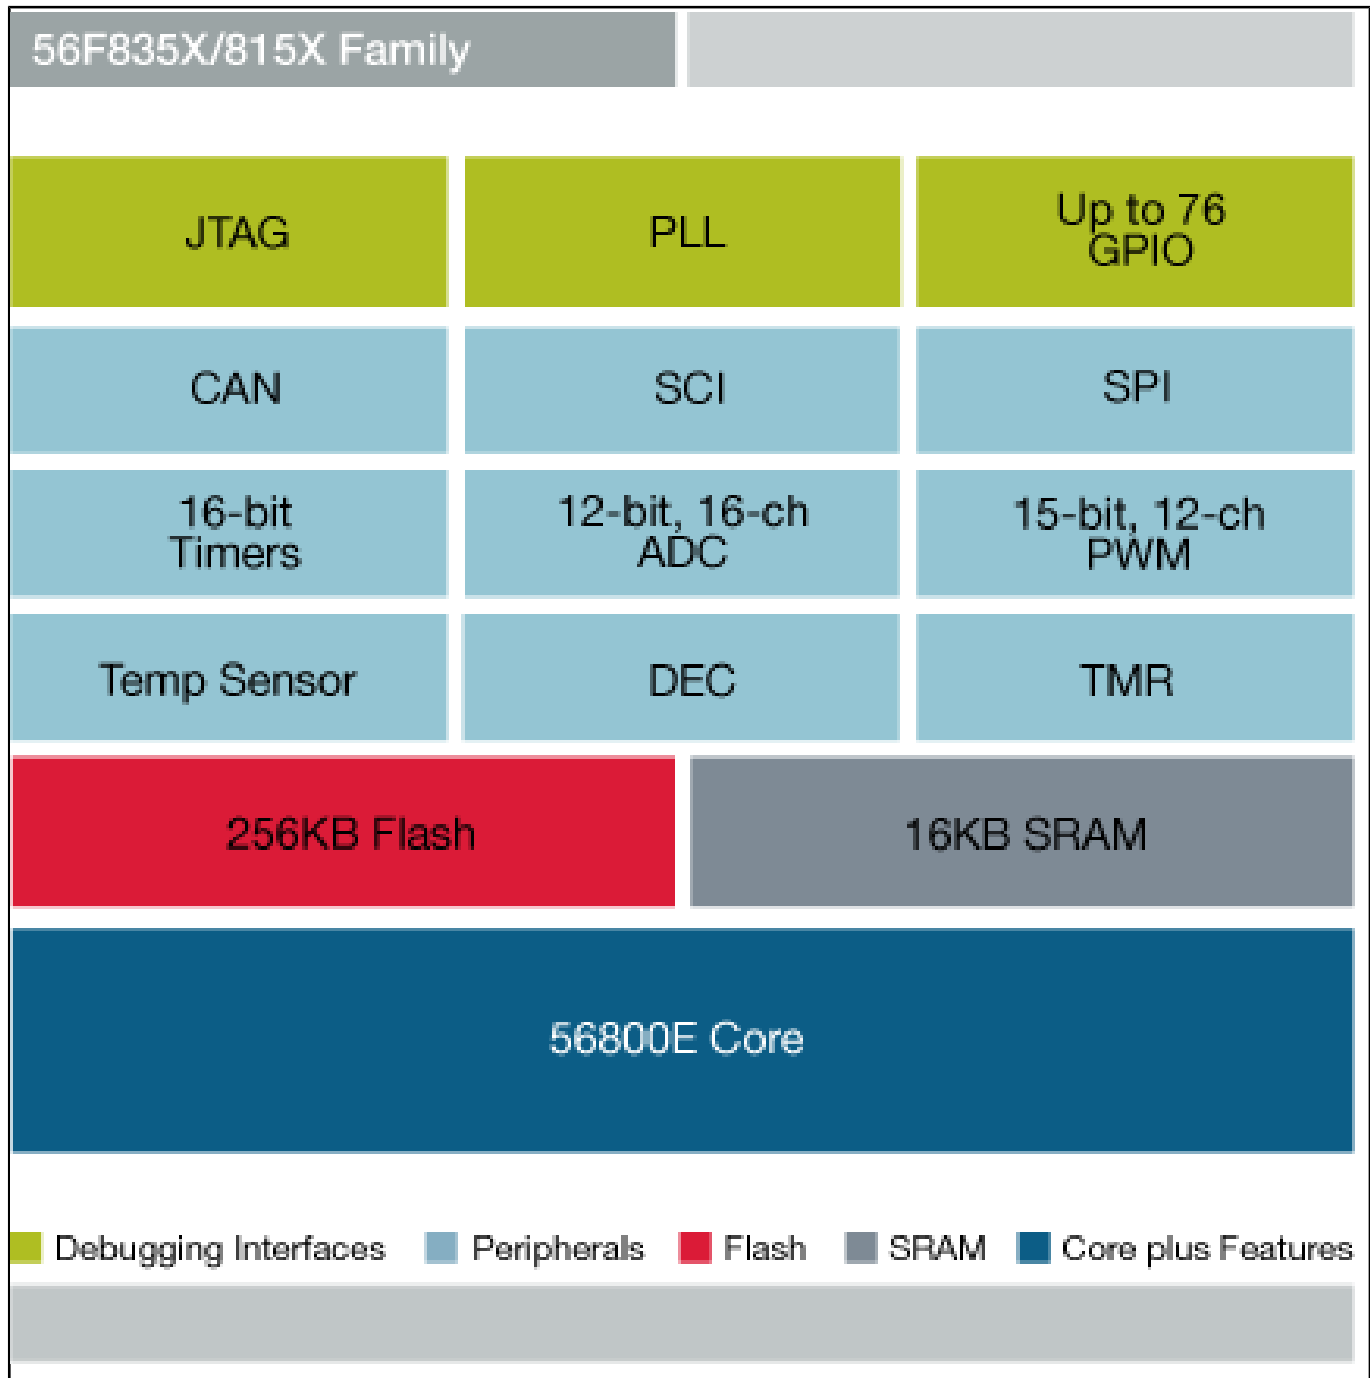 56F835X/815X Family
JTAG
PLL
Up to 76
GPIO
CAN
SCI
SPI
16-bit
Timers
12-bit, 16-ch
ADC
15-bit, 12-ch
PWM
Temp Sensor
DEC
TMR
256KB Flash
16KB SRAM
56800E Core
Debugging Interfaces
Peripherals
Flash
SRAM
Core plus Features